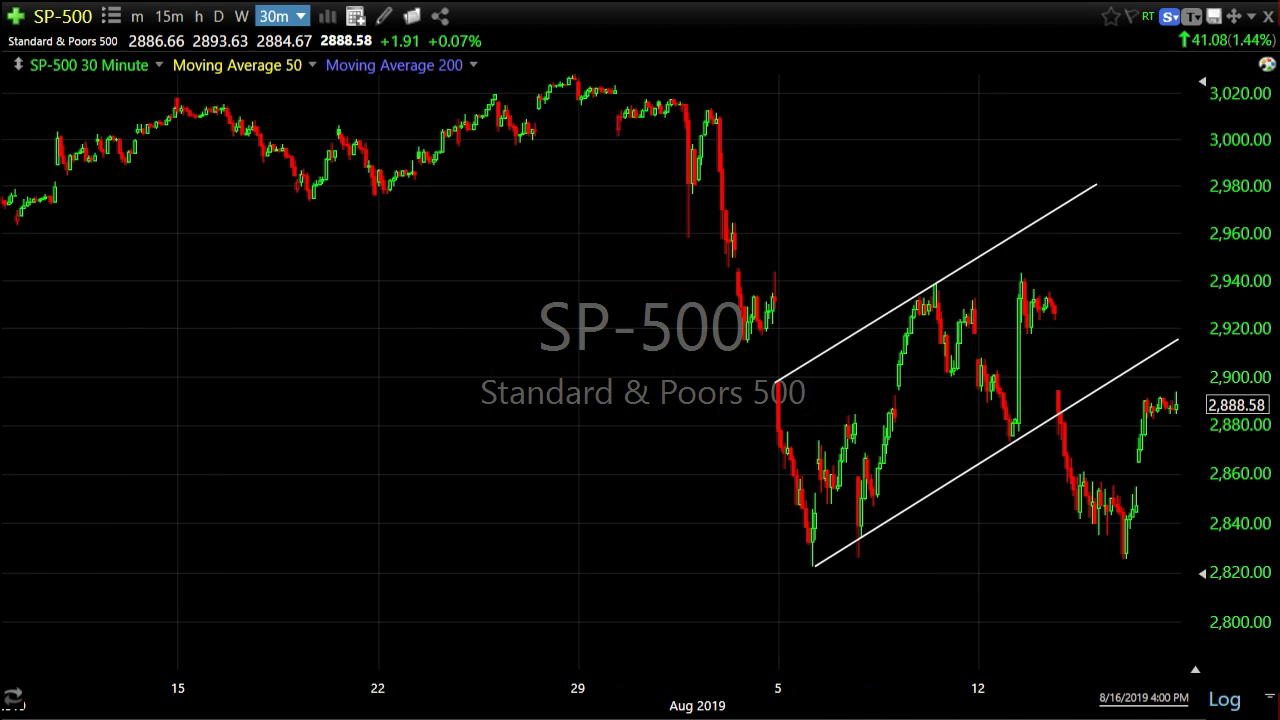 SP-500 m 15m h D W 30m RT S T
Standard & Poors 500 2886.66 2893.63 2884.67 2888.58 +1.91 +0.07% 41.08(1.44%)
SP-500 30 Minute Moving Average 50 Moving Average 200
3,020.00
3,000.00
2,980.00
2,960.00
2,940.00
2,920.00
2,900.00
2,888.58
2,880.00
2,860.00
2,840.00
2,820.00
2,800.00
SP-500
Standard & Poors 500
15 22 29 5 12
Aug 2019
8/16/2019 4:00 PM Log